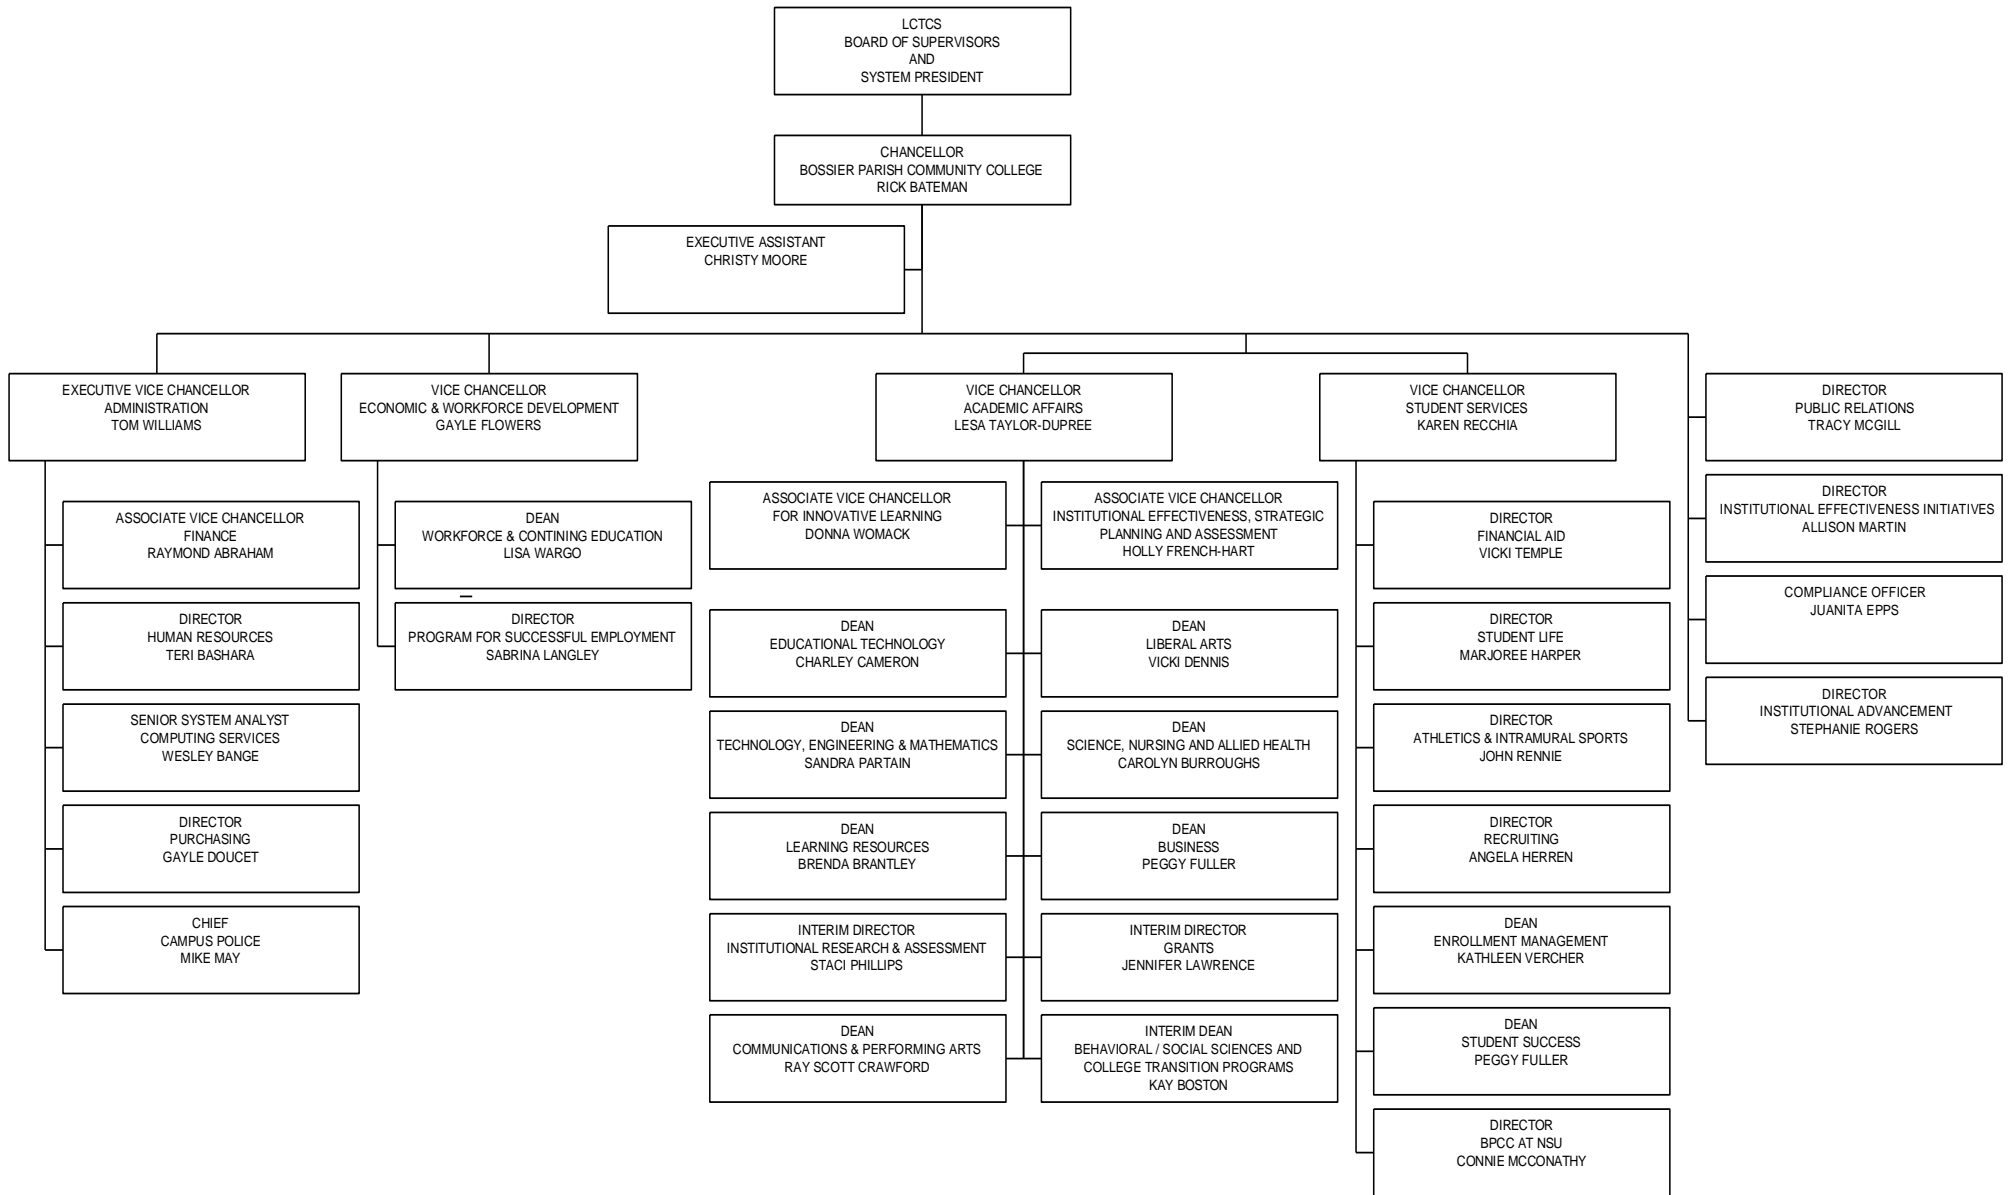 LCTCS
BOARD OF SUPERVISORS
AND
SYSTEM PRESIDENT
CHANCELLOR
BOSSIER PARISH COMMUNITY COLLEGE
RICK BATEMAN
EXECUTIVE ASSISTANT
CHRISTY MOORE
EXECUTIVE VICE CHANCELLOR
ADMINISTRATION
TOM WILLIAMS
ASSOCIATE VICE CHANCELLOR
FINANCE
RAYMOND ABRAHAM
DIRECTOR
HUMAN RESOURCES
TERI BASHARA
SENIOR SYSTEM ANALYST
COMPUTING SERVICES
WESLEY BANGE
DIRECTOR
PURCHASING
GAYLE DOUCET
CHIEF
CAMPUS POLICE
MIKE MAY
VICE CHANCELLOR
ECONOMIC & WORKFORCE DEVELOPMENT
GAYLE FLOWERS
DEAN
WORKFORCE & CONTINING EDUCATION
LISA WARGO
DIRECTOR
PROGRAM FOR SUCCESSFUL EMPLOYMENT
SABRINA LANGLEY
VICE CHANCELLOR
ACADEMIC AFFAIRS
LESA TAYLOR-DUPREE
ASSOCIATE VICE CHANCELLOR
FOR INNOVATIVE LEARNING
DONNA WOMACK
ASSOCIATE VICE CHANCELLOR
INSTITUTIONAL EFFECTIVENESS, STRATEGIC
PLANNING AND ASSESSMENT
HOLLY FRENCH-HART
DEAN
EDUCATIONAL TECHNOLOGY
CHARLEY CAMERON
DEAN
LIBERAL ARTS
VICKI DENNIS
DEAN
TECHNOLOGY, ENGINEERING & MATHEMATICS
SANDRA PARTAIN
DEAN
SCIENCE, NURSING AND ALLIED HEALTH
CAROLYN BURROUGHS
DEAN
LEARNING RESOURCES
BRENDA BRANTLEY
DEAN
BUSINESS
PEGGY FULLER
INTERIM DIRECTOR
INSTITUTIONAL RESEARCH & ASSESSMENT
STACI PHILLIPS
INTERIM DIRECTOR
GRANTS
JENNIFER LAWRENCE
DEAN
COMMUNICATIONS & PERFORMING ARTS
RAY SCOTT CRAWFORD
INTERIM DEAN
BEHAVIORAL / SOCIAL SCIENCES AND
COLLEGE TRANSITION PROGRAMS
KAY BOSTON
VICE CHANCELLOR
STUDENT SERVICES
KAREN RECCHIA
DIRECTOR
FINANCIAL AID
VICKI TEMPLE
DIRECTOR
STUDENT LIFE
MARJOREE HARPER
DIRECTOR
ATHLETICS & INTRAMURAL SPORTS
JOHN RENNIE
DIRECTOR
RECRUITING
ANGELA HERREN
DEAN
ENROLLMENT MANAGEMENT
KATHLEEN VERCHER
DEAN
STUDENT SUCCESS
PEGGY FULLER
DIRECTOR
BPCC AT NSU
CONNIE MCCONATHY
DIRECTOR
PUBLIC RELATIONS
TRACY MCGILL
DIRECTOR
INSTITUTIONAL EFFECTIVENESS INITIATIVES
ALLISON MARTIN
COMPLIANCE OFFICER
JUANITA EPPS
DIRECTOR
INSTITUTIONAL ADVANCEMENT
STEPHANIE ROGERS